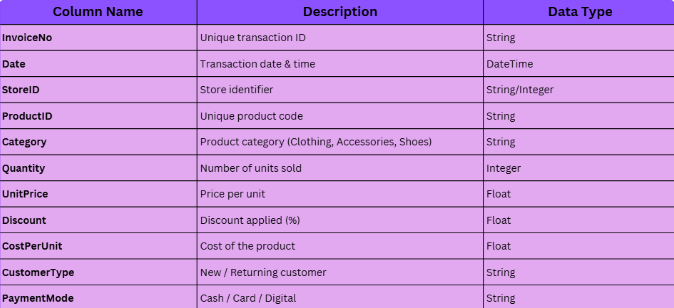 Column Name Description Data Type
InvoiceNo Unique transaction ID String
Date Transaction date & time DateTime
StoreID Store identifier String/Integer
ProductID Unique product code String
Category Product category (Clothing, Accessories, Shoes) String
Quantity Number of units sold Integer
UnitPrice Price per unit Float
Discount Discount applied (%) Float
CostPerUnit Cost of the product Float
CustomerType New / Returning customer String
PaymentMode Cash / Card / Digital String